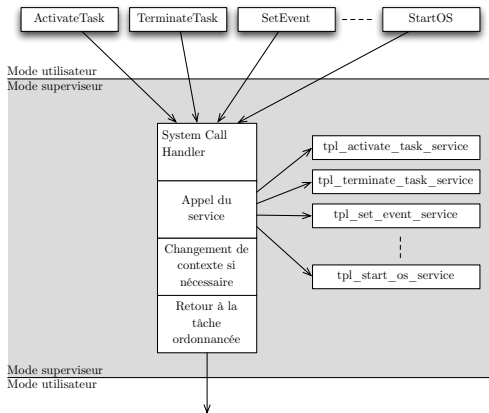 ActivateTask TerminateTask SetEvent StartOS
Mode utilisateur
Mode superviseur
System Call
Handler
Appel du
service
Changement de
contexte si
nécessaire
Retour à la
tâche
ordonnancée
tpl_activate_task_service
tpl_terminate_task_service
tpl_set_event_service
tpl_start_os_service
Mode superviseur
Mode utilisateur